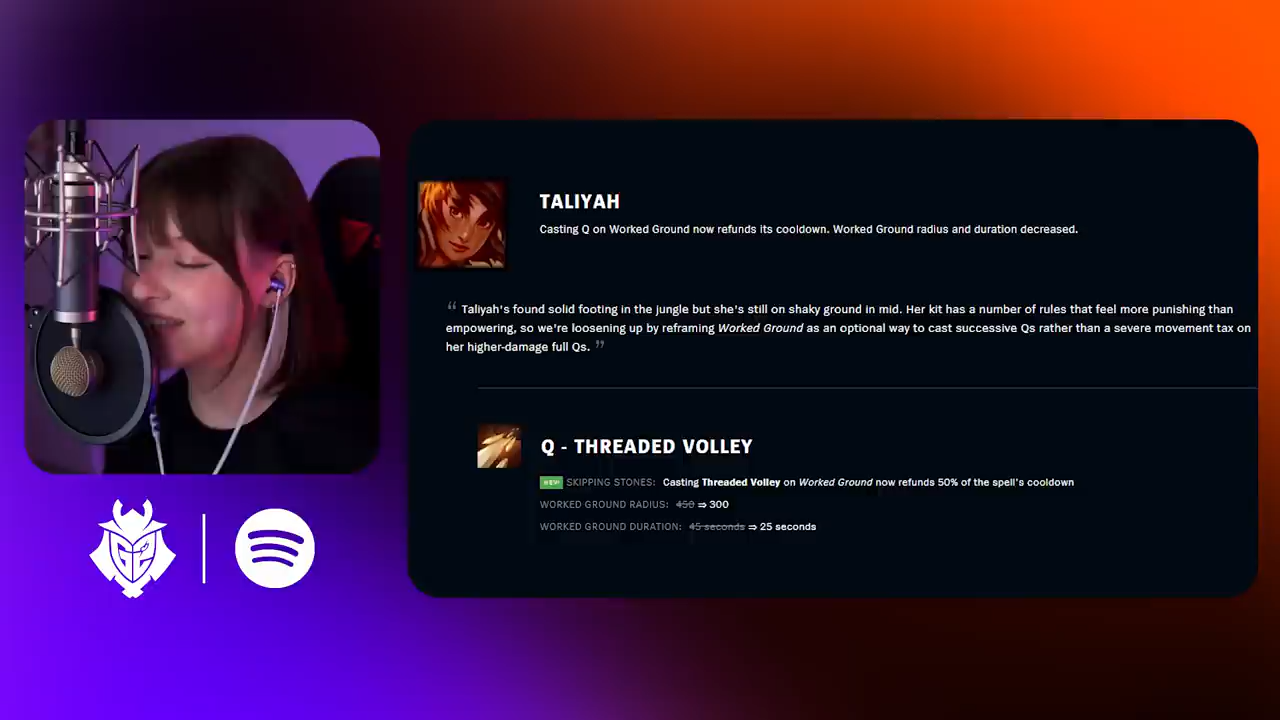 TALIYAH
Casting Q on Worked Ground now refunds its cooldown. Worked Ground radius and duration decreased.
“ Taliyah's found solid footing in the jungle but she's still on shaky ground in mid. Her kit has a number of rules that feel more punishing than
empowering, so we're loosening up by reframing Worked Ground as an optional way to cast successive Qs rather than a severe movement tax on
her higher-damage full Qs. ”
Q - THREADED VOLLEY
NEW SKIPPING STONES: Casting Threaded Volley on Worked Ground now refunds 50% of the spell's cooldown
WORKED GROUND RADIUS: 450 ⇒ 300
WORKED GROUND DURATION: 45 seconds ⇒ 25 seconds
G2